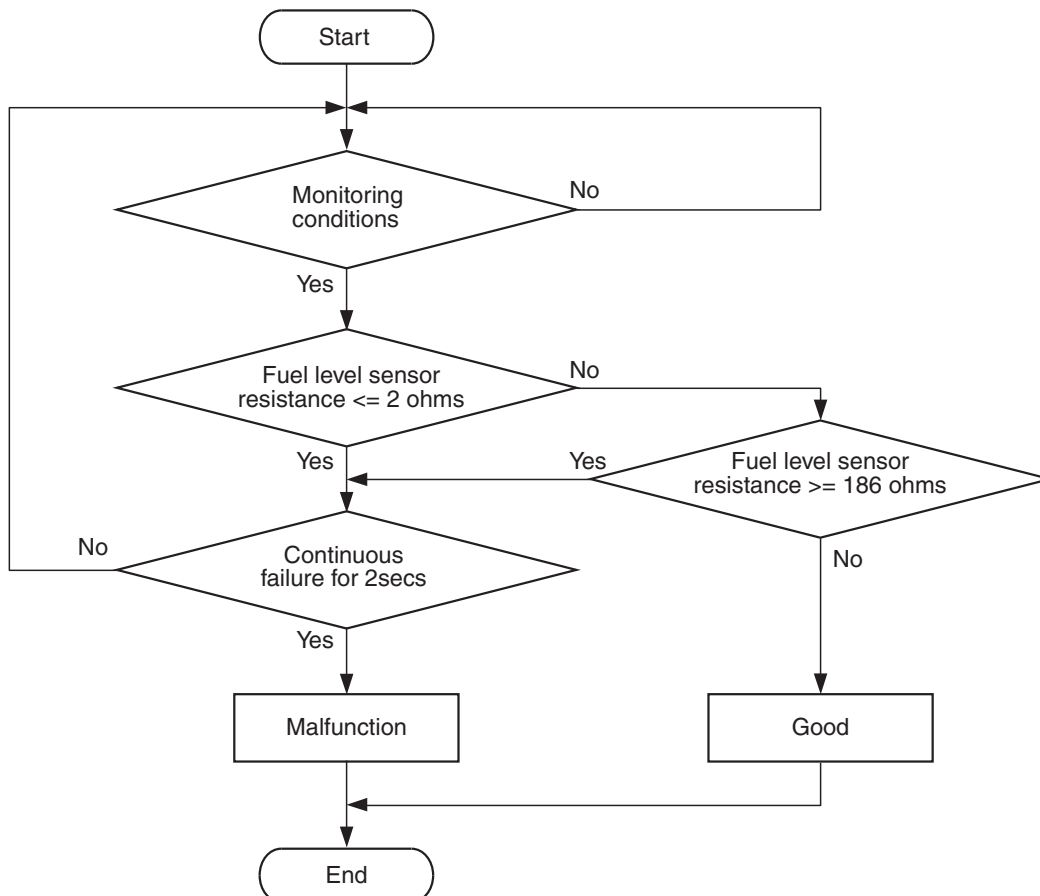 Start
Monitoring
conditions
No
Yes
Fuel level sensor
resistance <= 2 ohms
No
Yes
Yes
Fuel level sensor
resistance >= 186 ohms
No
Continuous
failure for 2secs
No
Yes
Malfunction
Good
End